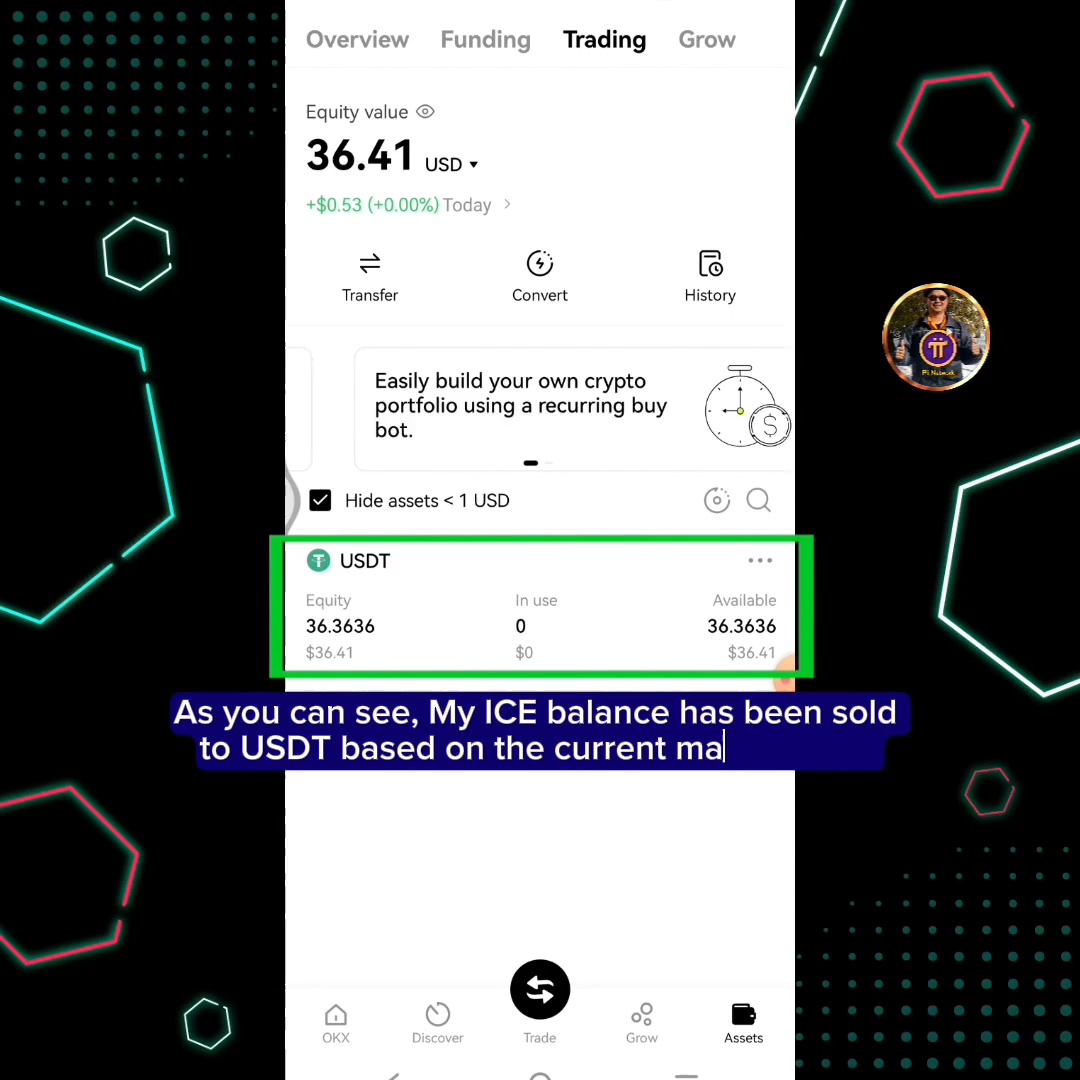 Overview Funding Trading Grow
Equity value
36.41 USD
+$0.53 (+0.00%) Today
Transfer Convert History
Easily build your own crypto
portfolio using a recurring buy
bot.
Hide assets < 1 USD
USDT
Equity In use Available
36.3636 0 36.3636
$36.41 $0 $36.41
As you can see, My ICE balance has been sold
to USDT based on the current ma
OKX Discover Trade Grow Assets
Pi Network